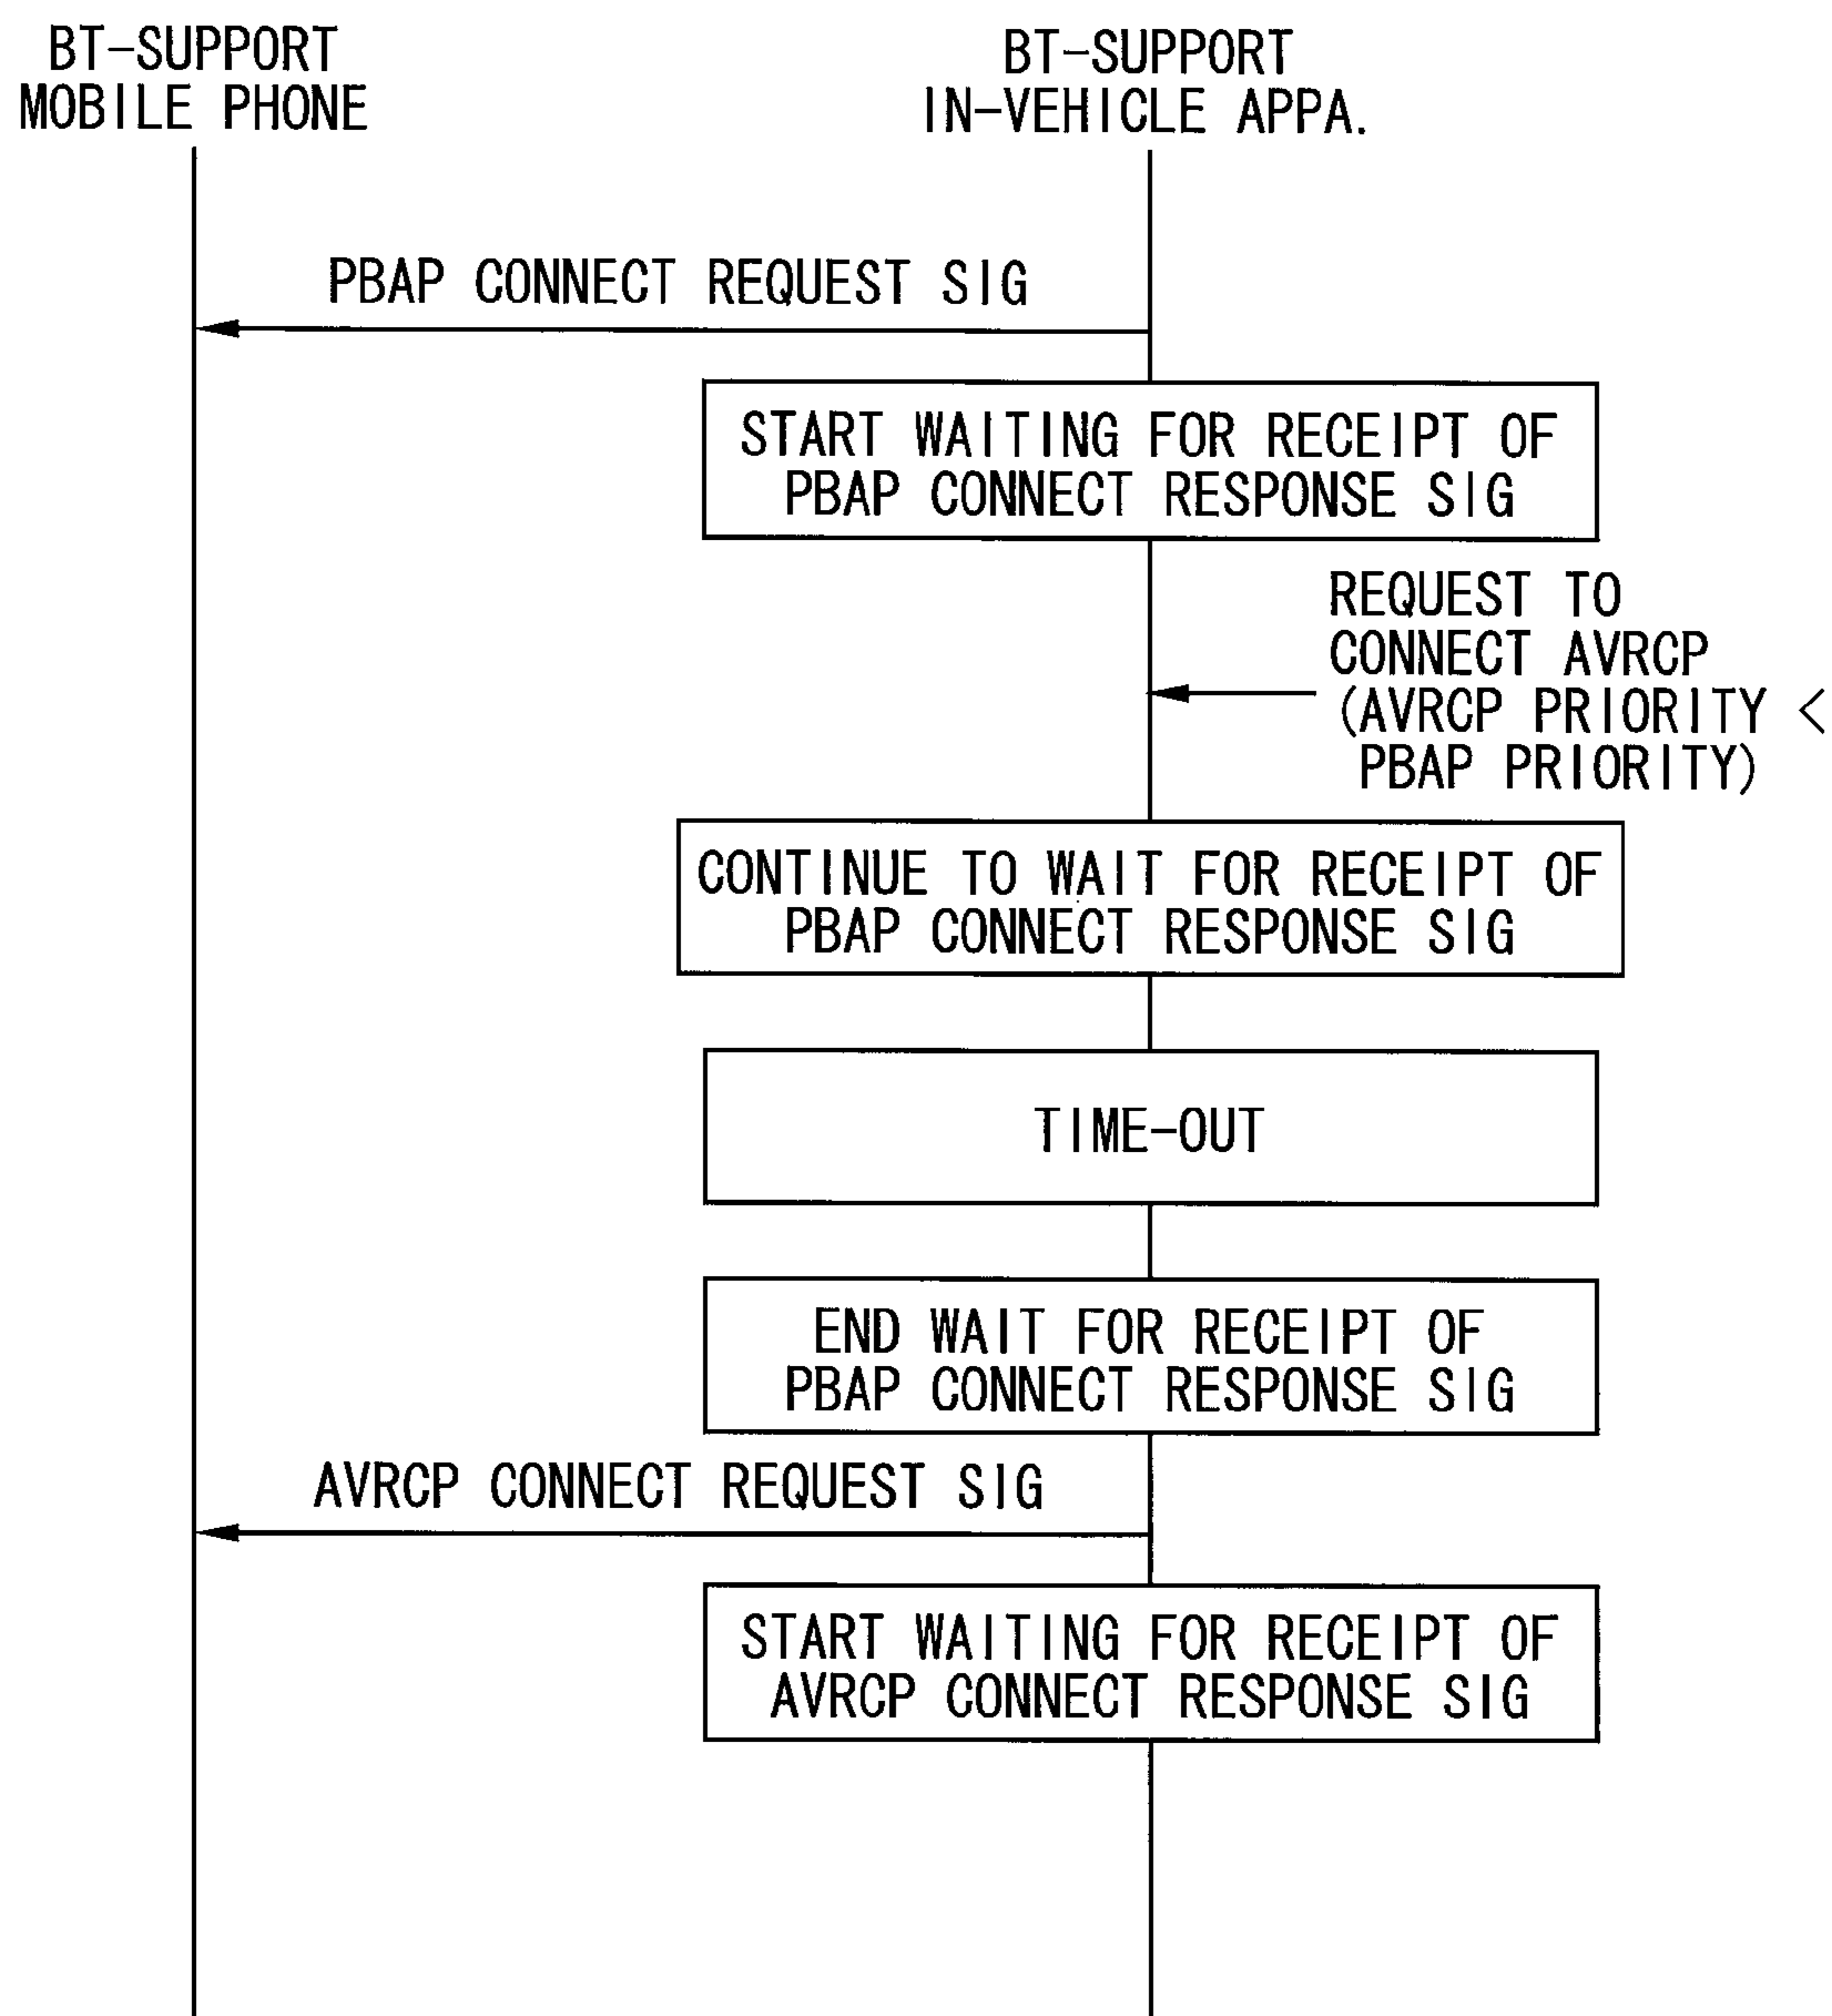 BT-SUPPORT
MOBILE PHONE
BT-SUPPORT
IN-VEHICLE APPA.
PBAP CONNECT REQUEST SIG
START WAITING FOR RECEIPT OF
PBAP CONNECT RESPONSE SIG
REQUEST TO
CONNECT AVRCP
(AVRCP PRIORITY <
PBAP PRIORITY)
CONTINUE TO WAIT FOR RECEIPT OF
PBAP CONNECT RESPONSE SIG
TIME-OUT
END WAIT FOR RECEIPT OF
PBAP CONNECT RESPONSE SIG
AVRCP CONNECT REQUEST SIG
START WAITING FOR RECEIPT OF
AVRCP CONNECT RESPONSE SIG